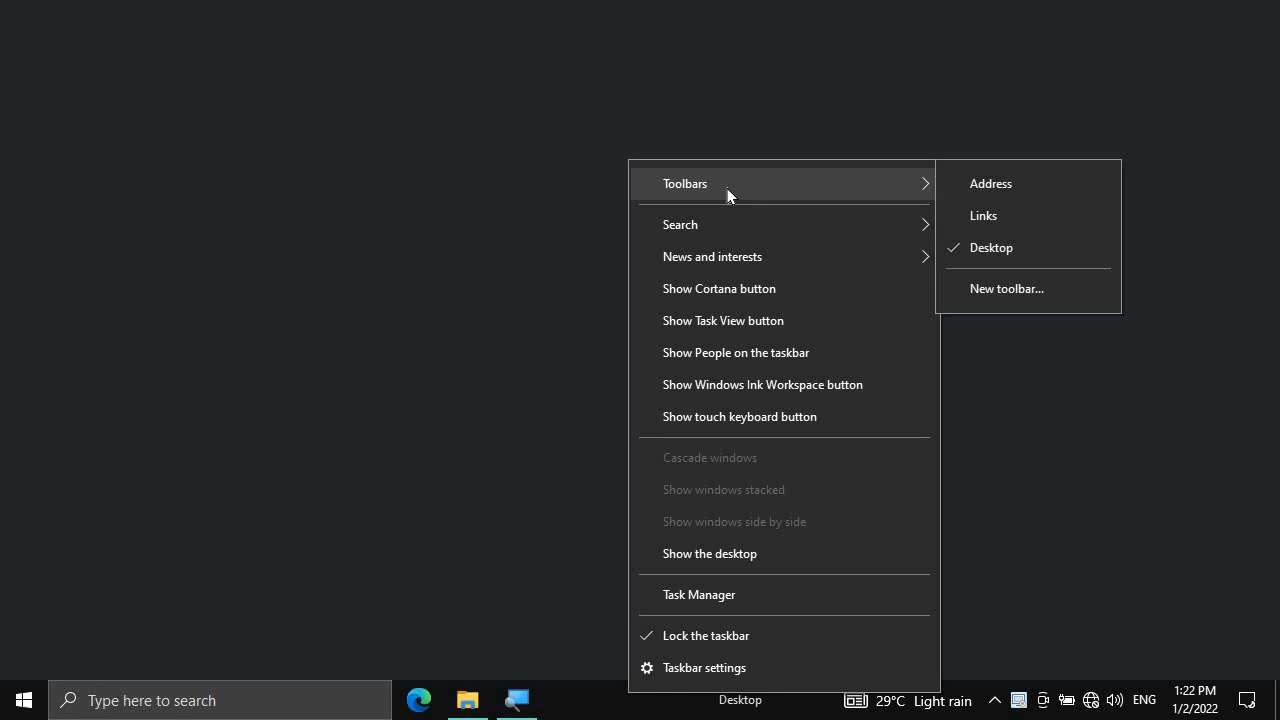 Toolbars
Address
Links
Desktop
New toolbar...
Search
News and interests
Show Cortana button
Show Task View button
Show People on the taskbar
Show Windows Ink Workspace button
Show touch keyboard button
Cascade windows
Show windows stacked
Show windows side by side
Show the desktop
Task Manager
Lock the taskbar
Taskbar settings
Type here to search
Desktop
29°C Light rain
ENG
1:22 PM
1/2/2022